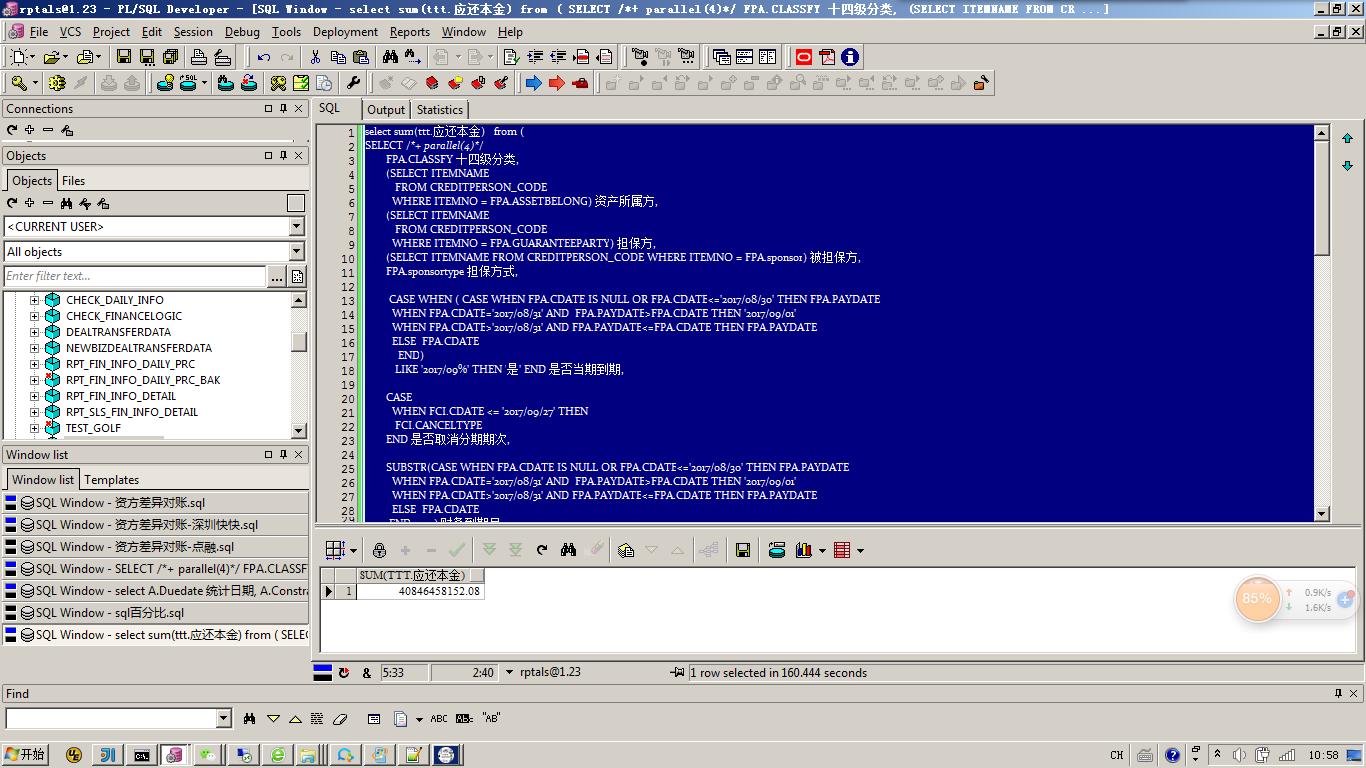 rptals@1.23 - PL/SQL Developer - [SQL Window - select sum(ttt.应还本金) from ( SELECT /*+ parallel(4)*/ FPA.CLASSFY 十四级分类, (SELECT ITEMNAME FROM CR ...]
File VCS Project Edit Session Debug Tools Deployment Reports Window Help
Connections
Objects
Objects Files
<CURRENT USER>
All objects
Enter filter text...
CHECK_DAILY_INFO
CHECK_FINANCELOGIC
DEALTRANSFERDATA
NEWBIZDEALTRANSFERDATA
RPT_FIN_INFO_DAILY_PRC
RPT_FIN_INFO_DAILY_PRC_BAK
RPT_FIN_INFO_DETAIL
RPT_SLS_FIN_INFO_DETAIL
TEST_GOLF
Window list
Window list Templates
SQL Window - 资方差异对账.sql
SQL Window - 资方差异对账-深圳快快.sql
SQL Window - 资方差异对账-点融.sql
SQL Window - SELECT /*+ parallel(4)*/ FPA.CLASSF
SQL Window - select A.Duedate 统计日期, A.Constra
SQL Window - sql百分比.sql
SQL Window - select sum(ttt.应还本金) from ( SELE
SQL Output Statistics
1 select sum(ttt.应还本金) from (
2 SELECT /*+ parallel(4)*/
3 FPA.CLASSFY 十四级分类,
4 (SELECT ITEMNAME
5 FROM CREDITPERSON_CODE
6 WHERE ITEMNO = FPA.ASSETBELONG) 资产所属方,
7 (SELECT ITEMNAME
8 FROM CREDITPERSON_CODE
9 WHERE ITEMNO = FPA.GUARANTEEPARTY) 担保方,
10 (SELECT ITEMNAME FROM CREDITPERSON_CODE WHERE ITEMNO = FPA.sponsor) 被担保方,
11 FPA.sponsortype 担保方式,
12
13 CASE WHEN ( CASE WHEN FPA.CDATE IS NULL OR FPA.CDATE<='2017/08/30' THEN FPA.PAYDATE
14 WHEN FPA.CDATE='2017/08/31' AND FPA.PAYDATE>FPA.CDATE THEN '2017/09/01'
15 WHEN FPA.CDATE>'2017/08/31' AND FPA.PAYDATE<=FPA.CDATE THEN FPA.PAYDATE
16 ELSE FPA.CDATE
17 END)
18 LIKE '2017/09%' THEN '是' END 是否当期到期,
19
20 CASE
21 WHEN FCI.CDATE <= '2017/09/27' THEN
22 FCI.CANCELTYPE
23 END 是否取消分期期次,
24
25 SUBSTR(CASE WHEN FPA.CDATE IS NULL OR FPA.CDATE<='2017/08/30' THEN FPA.PAYDATE
26 WHEN FPA.CDATE='2017/08/31' AND FPA.PAYDATE>FPA.CDATE THEN '2017/09/01'
27 WHEN FPA.CDATE>'2017/08/31' AND FPA.PAYDATE<=FPA.CDATE THEN FPA.PAYDATE
28 ELSE FPA.CDATE
29
SUM(TTT.应还本金)
1 40846458152.08
85% 0.9K/s
1.6K/s
& 5:33 2:40 rptals@1.23 1 row selected in 160.444 seconds
Find
ABC "AB"
开始 CH 10:58